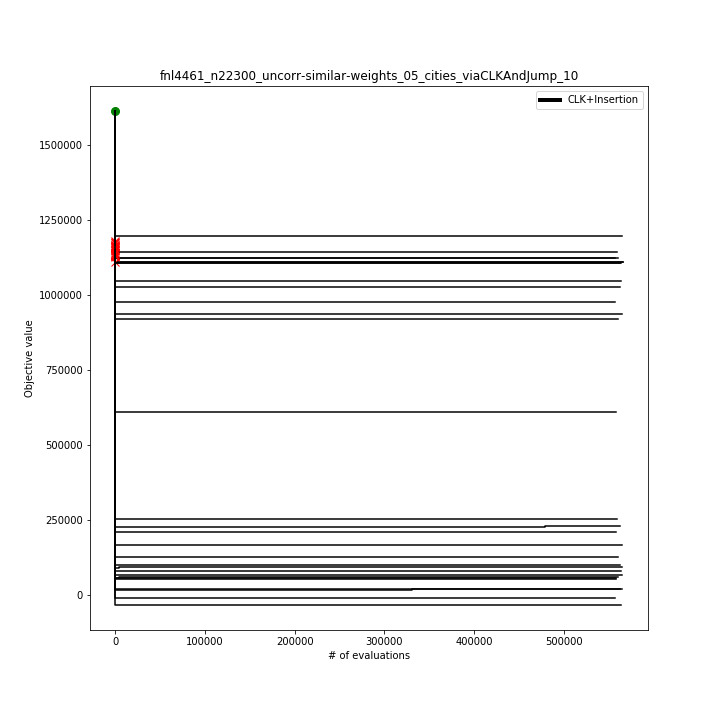 fnl4461_n22300_uncorr-similar-weights_05_cities_viaCLKAndJump_10
CLK+Insertion
1500000
1250000
1000000
750000
500000
250000
0
Objective value
0 100000 200000 300000 400000 500000
# of evaluations